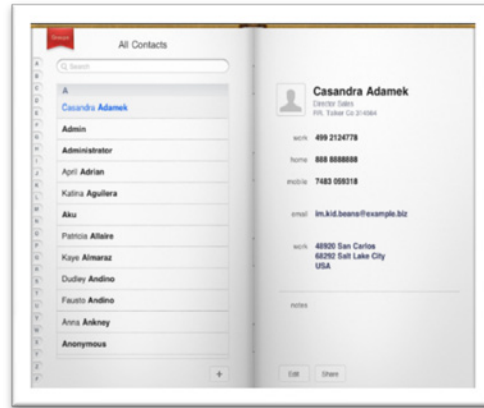 Groups
All Contacts
Search
A
Casandra Adamek
Admin
Administrator
April Adrian
Katina Aguilera
Aku
Patricia Allaire
Kaye Almaraz
Dudley Andino
Fausto Andino
Anna Ankney
Anonymous
+
Casandra Adamek
Director Sales
work 499 2124778
home 888 8888888
mobile 7483 059318
email im.kid.beans@example.biz
work 48920 San Carlos
68292 Salt Lake City
USA
notes
Edit Share